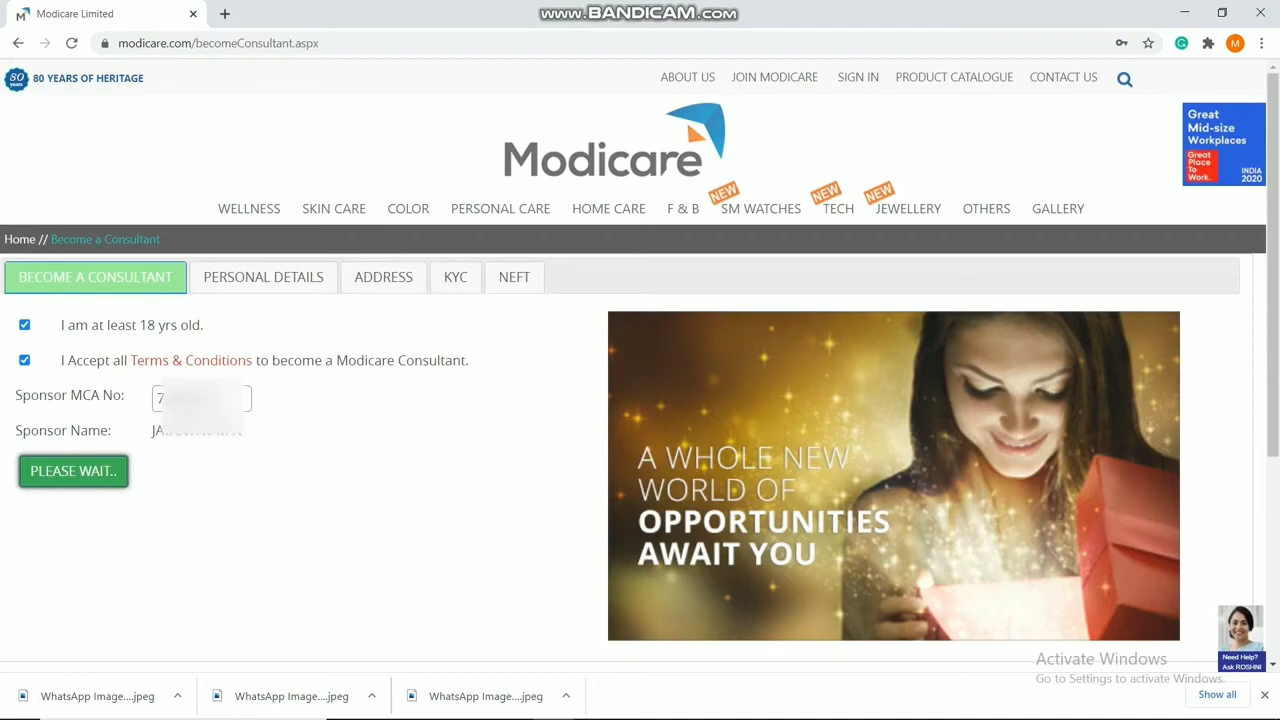 Modicare Limited
www.BANDICAM.com
modicare.com/becomeConsultant.aspx
M
80 years
80 YEARS OF HERITAGE
ABOUT US
JOIN MODICARE
SIGN IN
PRODUCT CATALOGUE
CONTACT US
Modicare
Great
Mid-size
Workplaces
Great
Place
To
Work.
INDIA
2020
NEW
NEW
NEW
WELLNESS
SKIN CARE
COLOR
PERSONAL CARE
HOME CARE
F & B
SM WATCHES
TECH
JEWELLERY
OTHERS
GALLERY
Home // Become a Consultant
BECOME A CONSULTANT
PERSONAL DETAILS
ADDRESS
KYC
NEFT
I am at least 18 yrs old.
I Accept all Terms & Conditions to become a Modicare Consultant.
Sponsor MCA No:
7
Sponsor Name:
PLEASE WAIT..
A WHOLE NEW
WORLD OF
OPPORTUNITIES
AWAIT YOU
Need Help?
Ask ROSHNI
Activate Windows
Go to Settings to activate Windows.
WhatsApp Image....jpeg
WhatsApp Image....jpeg
WhatsApp Image....jpeg
Show all